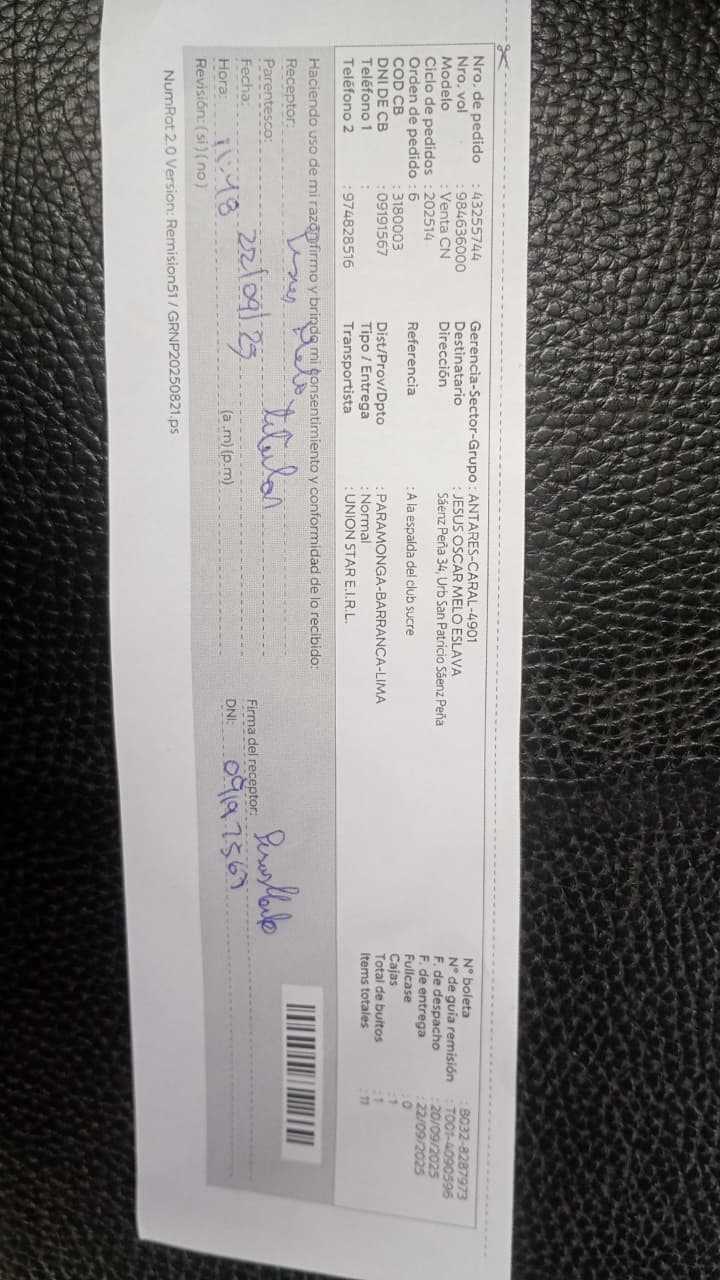 Nro. de pedido : 43255744
Nro. vol : 984636000
Modelo : Venta CN
Ciclo de pedidos : 202514
Orden de pedido : 6
COD CB : 3180003
DNI DE CB : 09191567
Teléfono 1 :
Teléfono 2 : 974828516
Gerencia-Sector-Grupo : ANTARES-CARAL-4901
Destinatario : JESUS OSCAR MELO ESLAVA
Dirección Sáenz Peña 34, Urb San Patricio Sáenz Peña
Referencia : A la espalda del club sucre
Dist/Prov/Dpto : PARAMONGA-BARRANCA-LIMA
Tipo / Entrega : Normal
Transportista : UNION STAR E.I.R.L.
N° boleta : B032-8287973
N° de guía remisión : T001-4090596
F. de despacho : 20/09/2025
F. de entrega : 22/09/2025
Fullcase : 0
Cajas : 1
Total de bultos : 1
Items totales : 11
Haciendo uso de mi razón firmo y brindo mi consentimiento y conformidad de lo recibido:
Receptor: Melo
Parentesco: titular
Fecha: 22/09/25
Hora: 11:48 (a.m)(p.m)
Revisión: (si)(no)
Firma del receptor:
DNI: 09191567
NumRot 2.0 Version: Remision51 / GRNP20250821.ps